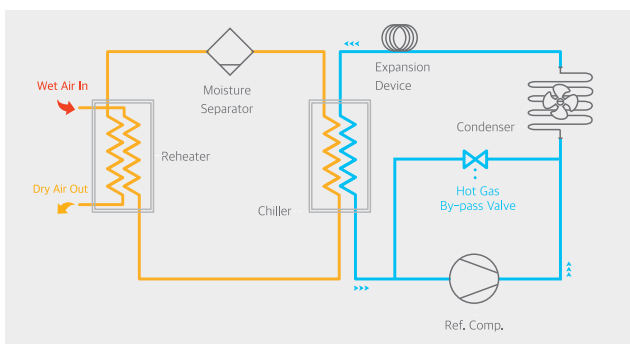 Wet Air In
Moisture
Separator
Expansion
Device
Condenser
Reheater
Dry Air Out
Chiller
Hot Gas
By-pass Valve
Ref. Comp.